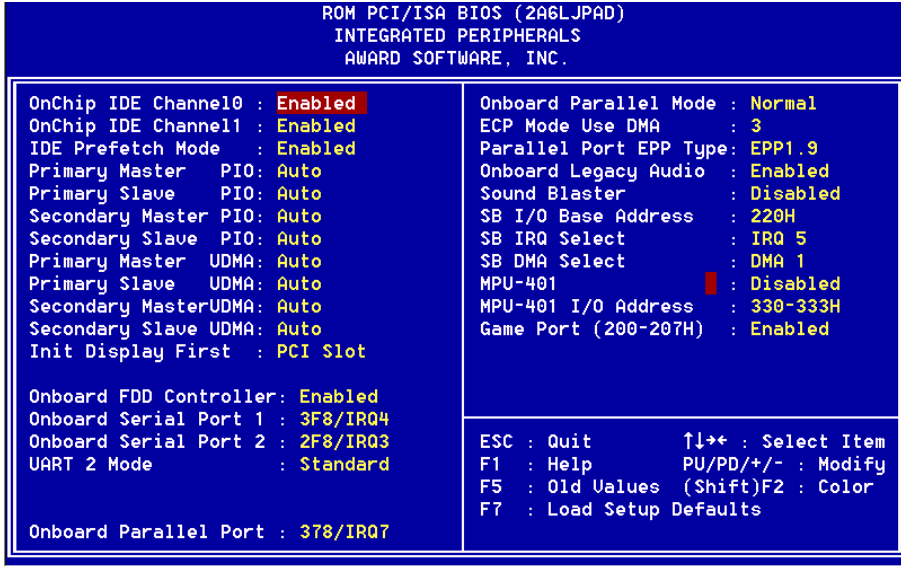 ROM PCI/ISA BIOS (2A6LJPAD)
INTEGRATED PERIPHERALS
AWARD SOFTWARE, INC.
OnChip IDE Channel0 : Enabled
OnChip IDE Channel1 : Enabled
IDE Prefetch Mode : Enabled
Primary Master PIO: Auto
Primary Slave PIO: Auto
Secondary Master PIO: Auto
Secondary Slave PIO: Auto
Primary Master UDMA: Auto
Primary Slave UDMA: Auto
Secondary MasterUDMA: Auto
Secondary Slave UDMA: Auto
Init Display First : PCI Slot
Onboard FDD Controller: Enabled
Onboard Serial Port 1 : 3F8/IRQ4
Onboard Serial Port 2 : 2F8/IRQ3
UART 2 Mode : Standard
Onboard Parallel Port : 378/IRQ7
Onboard Parallel Mode : Normal
ECP Mode Use DMA : 3
Parallel Port EPP Type: EPP1.9
Onboard Legacy Audio : Enabled
Sound Blaster : Disabled
SB I/O Base Address : 220H
SB IRQ Select : IRQ 5
SB DMA Select : DMA 1
MPU-401 : Disabled
MPU-401 I/O Address : 330-333H
Game Port (200-207H) : Enabled
ESC : Quit ↑↓→← : Select Item
F1 : Help PU/PD/+/- : Modify
F5 : Old Values (Shift)F2 : Color
F7 : Load Setup Defaults